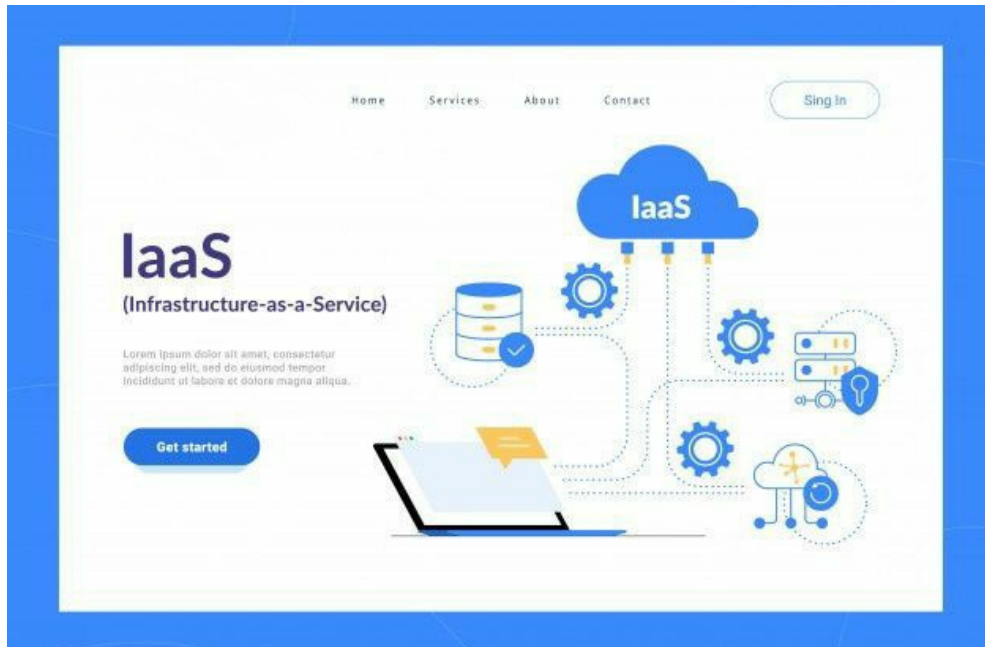 Home Services About Contact Sing In
IaaS
IaaS
(Infrastructure-as-a-Service)
Lorem ipsum dolor sit amet, consectetur
adipiscing elit, sed do eiusmod tempor
incididunt ut labore et dolore magna aliqua.
Get started